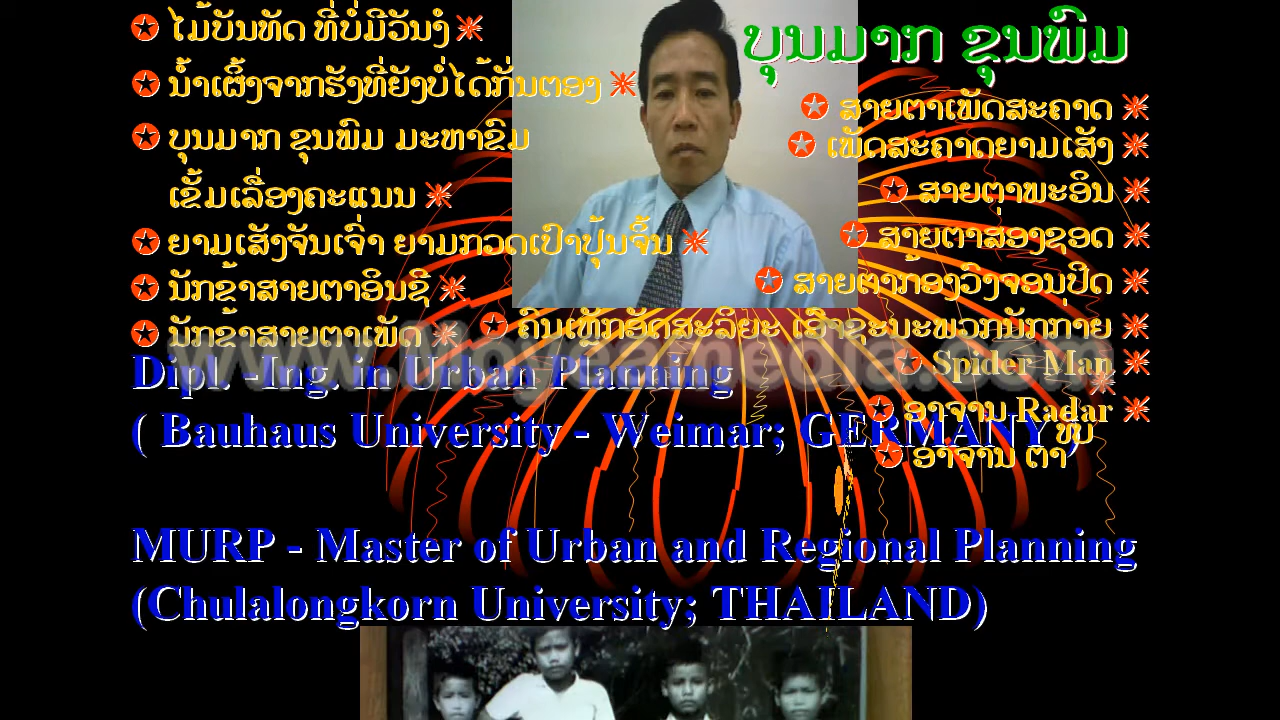 ບຸນມາກ ຂຸນພິມ
✪ ໄມ້ບັນທັດ ທີ່ບໍ່ມີວັນງໍ
✪ ນ້ຳເຜິ້ງຈາກຮັງທີ່ຍັງບໍ່ໄດ້ກັ່ນຕອງ
✪ ບຸນມາກ ຂຸນພິມ ມະຫາຂົມ
ເຂັ້ມເລື່ອງຄະແນນ
✪ ຍາມເສັງຈັນເຈົ່າ ຍາມກວດເປົາປຸ້ນຈິ້ນ
✪ ນັກຂ້າສາຍຕາອິນຊີ
✪ ນັກຂ້າສາຍຕາເພັດ
✪ ສາຍຕາເພັດສະຄາດ
✪ ເພັດສະຄາດຍາມເສັງ
✪ ສາຍຕາພະອິນ
✪ ສາຍຕາສ່ອງຊອດ
✪ ສາຍຕາກ້ອງວົງຈອນປິດ
✪ ຄົນເຫຼັກອັດສະລິຍະ ເອົາຊະນະພວກນັກກ່າຍ
✪ Spider Man
✪ ອາຈານ Radar
✪ ອາຈານ ຕາທິບ
Dipl. -Ing. in Urban Planning
( Bauhaus University - Weimar; GERMANY )
MURP - Master of Urban and Regional Planning
(Chulalongkorn University; THAILAND)